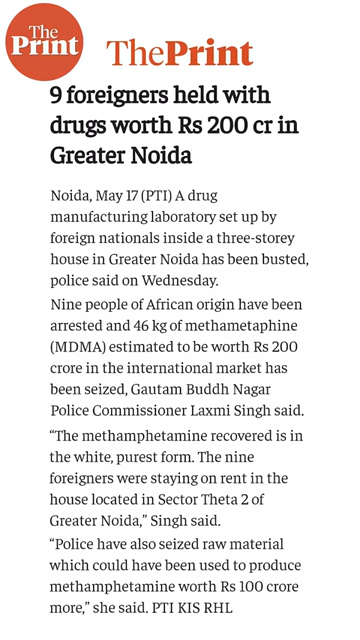 The
Print
ThePrint
9 foreigners held with
drugs worth Rs 200 cr in
Greater Noida
Noida, May 17 (PTI) A drug
manufacturing laboratory set up by
foreign nationals inside a three-storey
house in Greater Noida has been busted,
police said on Wednesday.
Nine people of African origin have been
arrested and 46 kg of methametaphine
(MDMA) estimated to be worth Rs 200
crore in the international market has
been seized, Gautam Buddh Nagar
Police Commissioner Laxmi Singh said.
“The methamphetamine recovered is in
the white, purest form. The nine
foreigners were staying on rent in the
house located in Sector Theta 2 of
Greater Noida,” Singh said.
“Police have also seized raw material
which could have been used to produce
methamphetamine worth Rs 100 crore
more,” she said. PTI KIS RHL